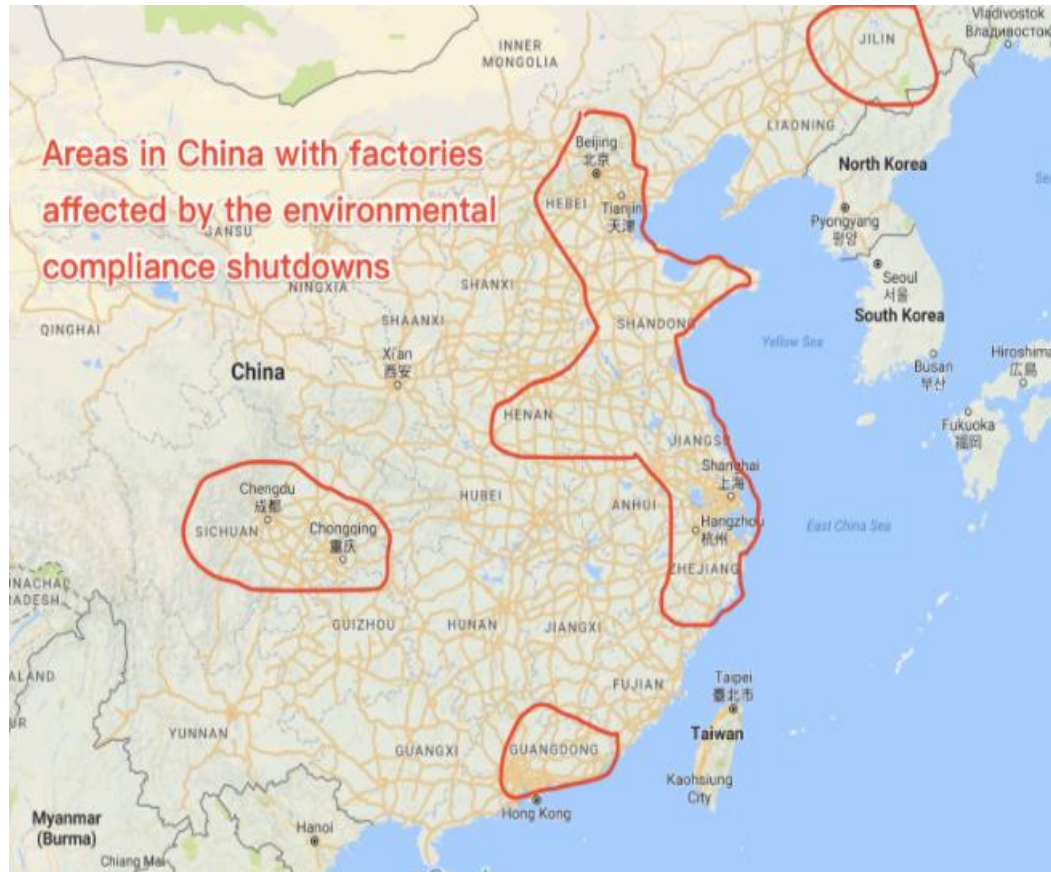 Vladivostok
Владивосток
JILIN
INNER
MONGOLIA
LIAONING
Beijing
北京
Areas in China with factories
affected by the environmental
compliance shutdowns
North Korea
HEBEI
Tianjin
天津
Pyongyang
평양
GANSU
Seoul
서울
NINGXIA
SHANXI
South Korea
SHAANXI
SHANDONG
QINGHAI
Yellow Sea
Xi'an
西安
Hiroshima
広島
China
Busan
부산
HENAN
Fukuoka
福岡
JIANGSU
Shanghai
上海
Chengdu
成都
HUBEI
ANHUI
SICHUAN
Chongqing
重庆
Hangzhou
杭州
East China Sea
ZHEJIANG
UNACHAL
ADESH
GUIZHOU
HUNAN
JIANGXI
ALAND
FUJIAN
Taipei
臺北市
YUNNAN
GUANGXI
GUANGDONG
Taiwan
Kaohsiung
City
Hong Kong
Myanmar
(Burma)
Hanoi
Chiang Mai